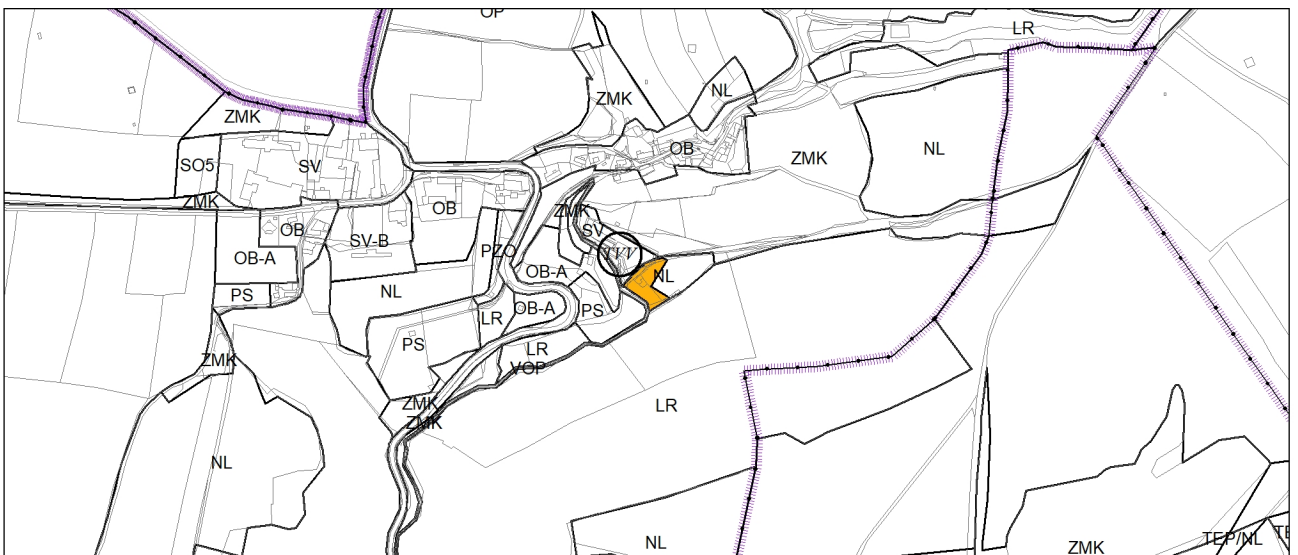 OP
LR
ZMK
NL
ZMK
OB
ZMK
NL
SO5
SV
ZMK
OB
ZMK
OB
SV-B
SV
PZO
TVV
OB-A
OB-A
NL
PS
NL
LR
OB-A
PS
PS
LR
ZMK
VOP
LR
ZMK
ZMK
NL
NL
ZMK
TEP/NL
TE